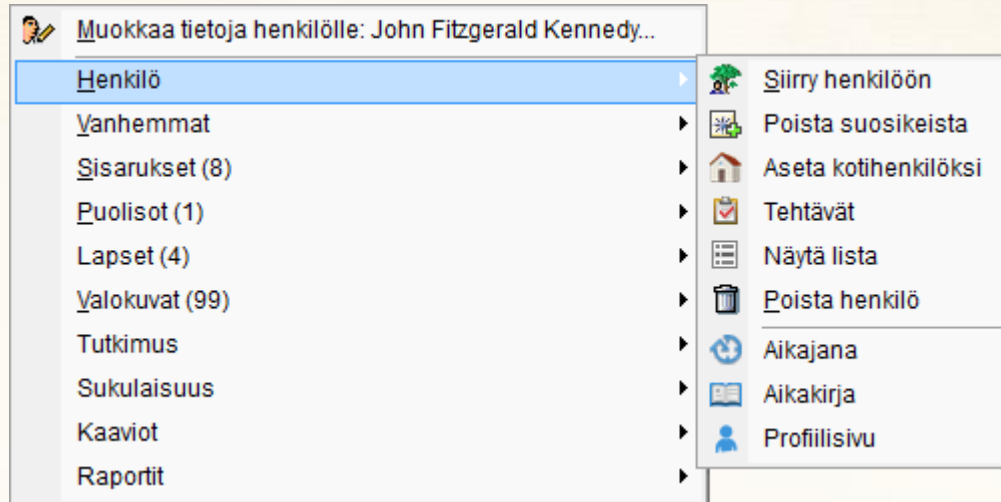 Muokkaa tietoja henkilölle: John Fitzgerald Kennedy...
Henkilö
Vanhemmat
Sisarukset (8)
Puolisot (1)
Lapset (4)
Valokuvat (99)
Tutkimus
Sukulaisuus
Kaaviot
Raportit
Siirry henkilöön
Poista suosikeista
Aseta kotihenkilöksi
Tehtävät
Näytä lista
Poista henkilö
Aikajana
Aikakirja
Profiilisivu